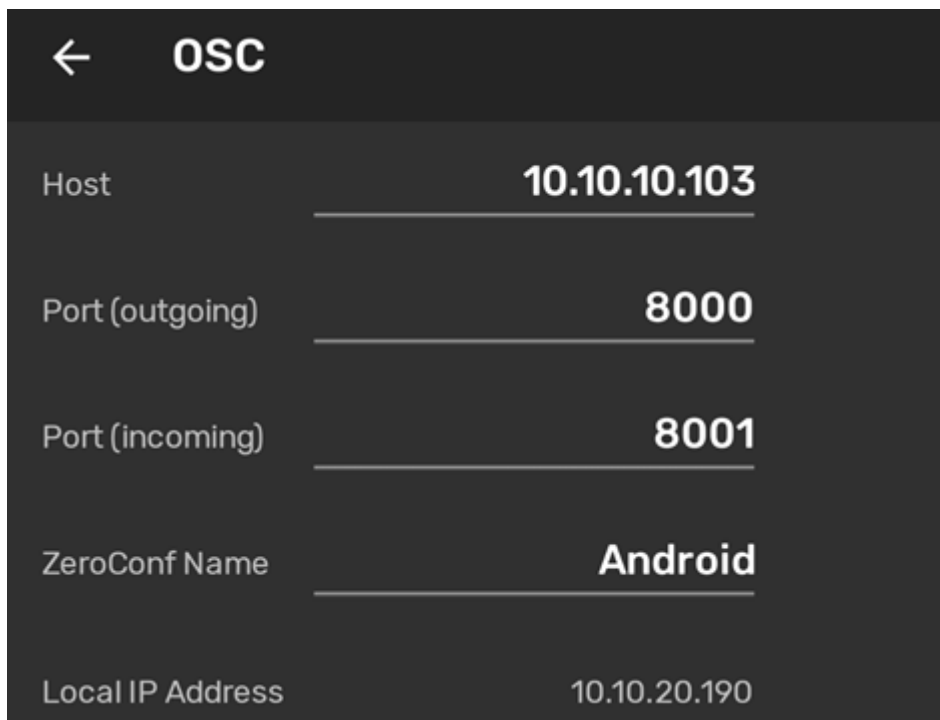 OSC
Host 10.10.10.103
Port (outgoing) 8000
Port (incoming) 8001
ZeroConf Name Android
Local IP Address 10.10.20.190